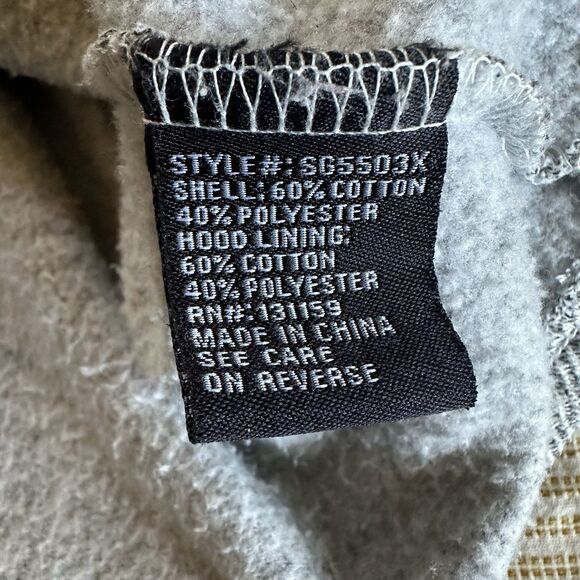 STYLE#: SG5503X
SHELL: 60% COTTON
40% POLYESTER
HOOD LINING:
60% COTTON
40% POLYESTER
RN#: 131159
MADE IN CHINA
SEE CARE
ON REVERSE